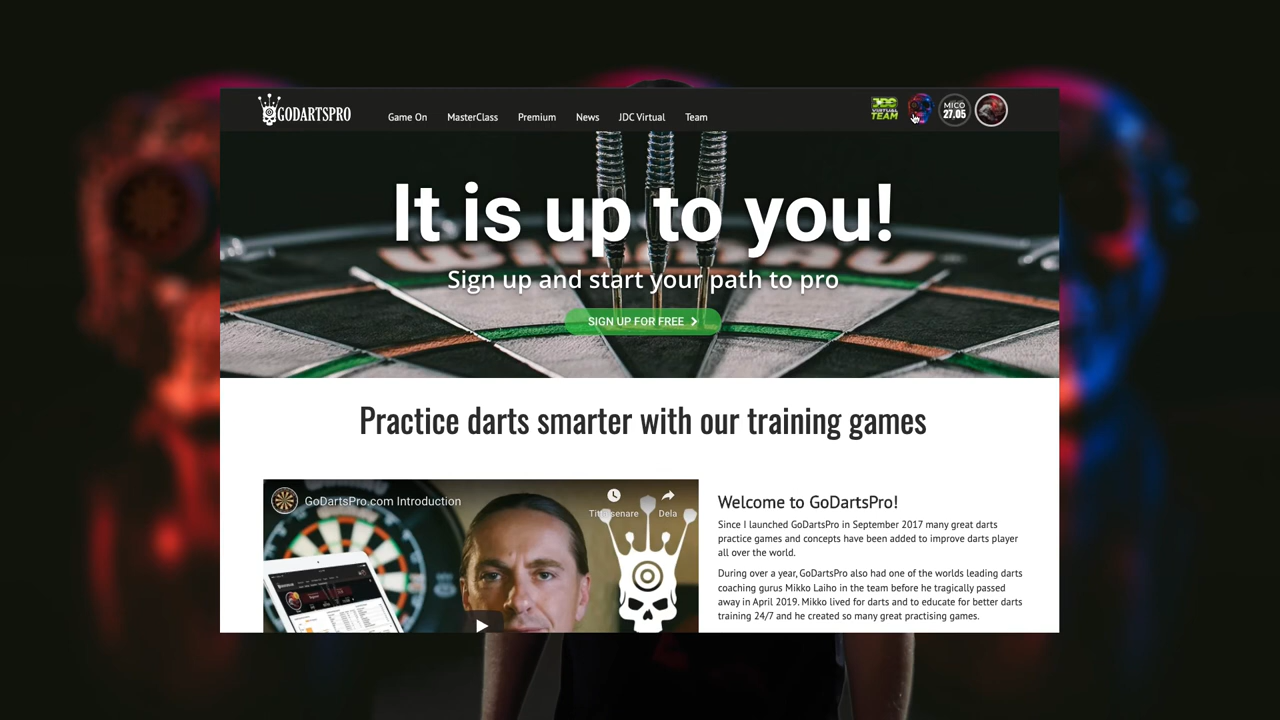 GODARTSPRO
Game On MasterClass Premium News JDC Virtual Team
JDC
VIRTUAL
TEAM
MICO
27.05
WINMAU
It is up to you!
Sign up and start your path to pro
SIGN UP FOR FREE
Practice darts smarter with our training games
GoDartsPro.com Introduction
senare
Dela
Welcome to GoDartsPro!
Since I launched GoDartsPro in September 2017 many great darts
practice games and concepts have been added to improve darts player
all over the world.
During over a year, GoDartsPro also had one of the worlds leading darts
coaching gurus Mikko Laiho in the team before he tragically passed
away in April 2019. Mikko lived for darts and to educate for better darts
training 24/7 and he created so many great practising games.